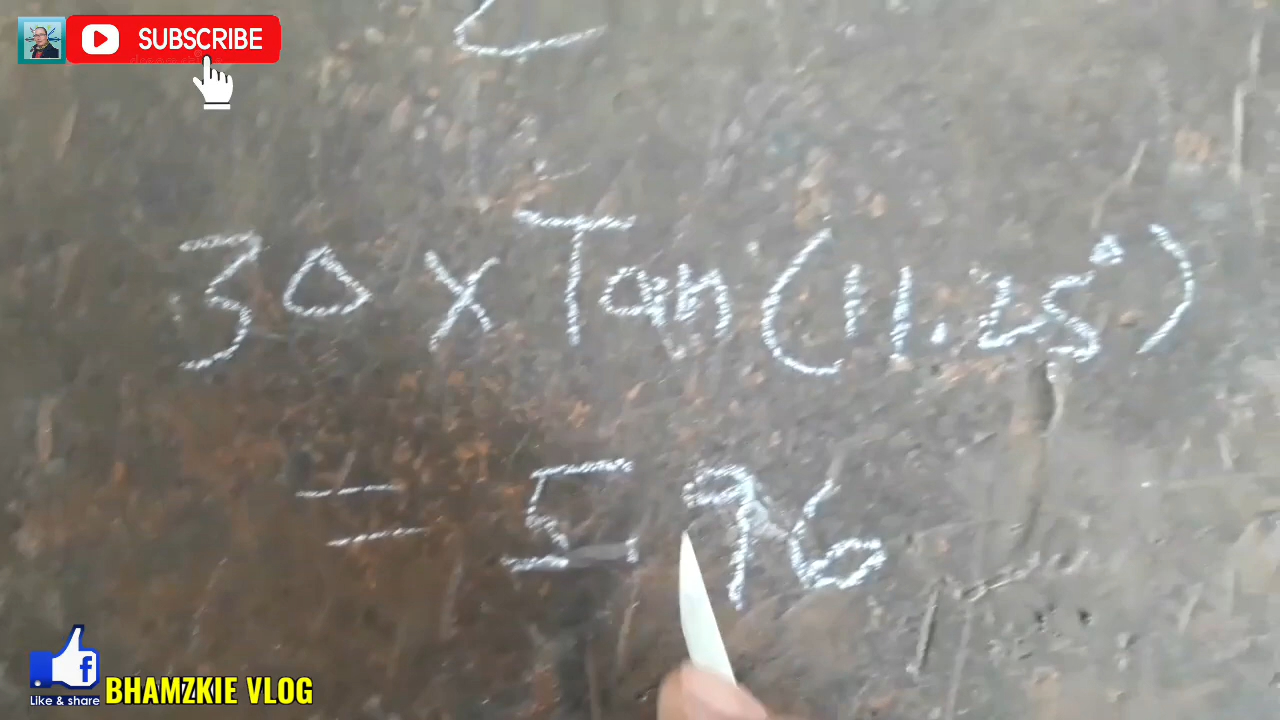 SUBSCRIBE
30 x Tan (11.25°)
= 5 96
Like & share
BHAMZKIE VLOG